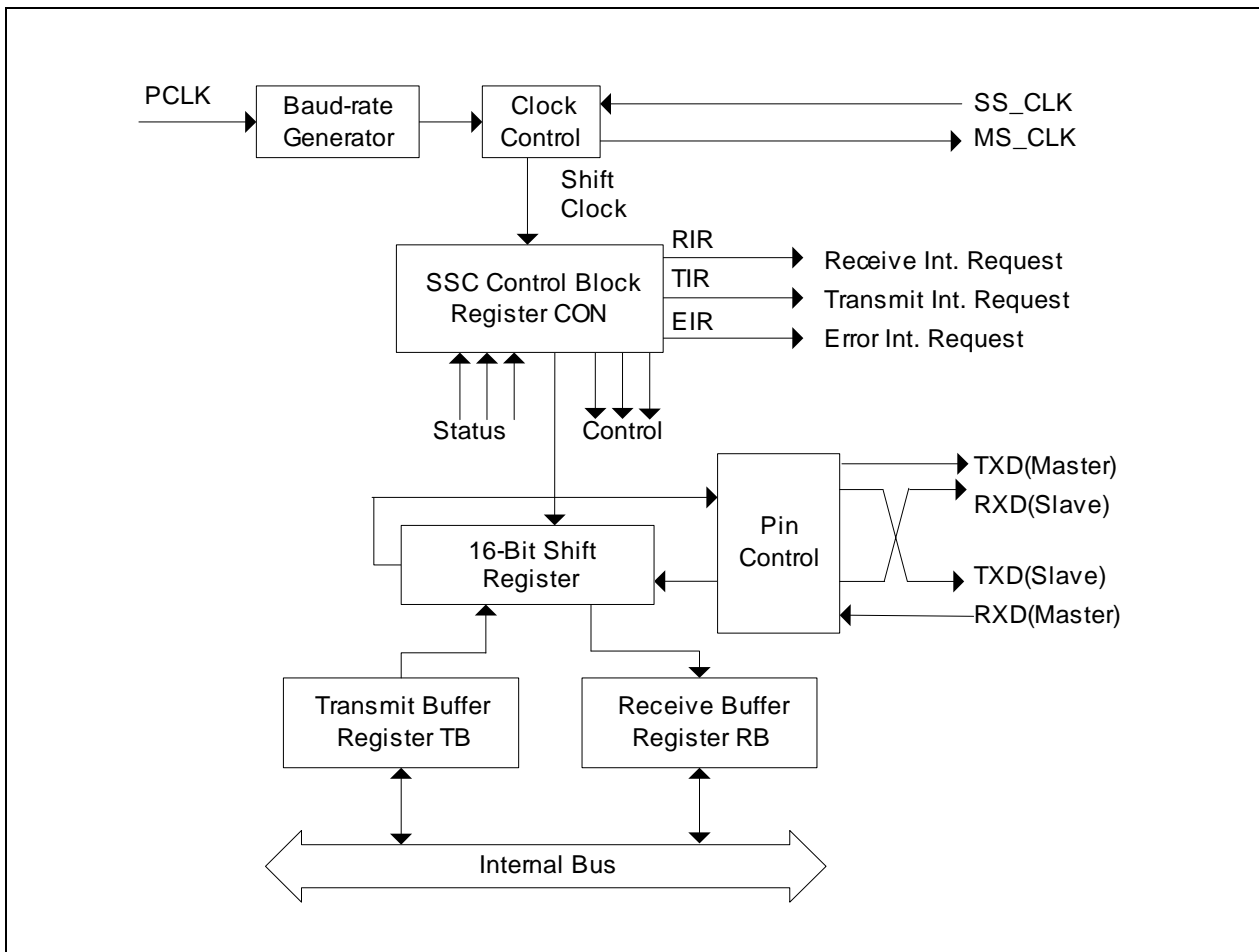 PCLK
Baud-rate
Generator
Clock
Control
SS_CLK
MS_CLK
Shift
Clock
SSC Control Block
Register CON
RIR
TIR
EIR
Receive Int. Request
Transmit Int. Request
Error Int. Request
Status
Control
16-Bit Shift
Register
Pin
Control
TXD(Master)
RXD(Slave)
TXD(Slave)
RXD(Master)
Transmit Buffer
Register TB
Receive Buffer
Register RB
Internal Bus